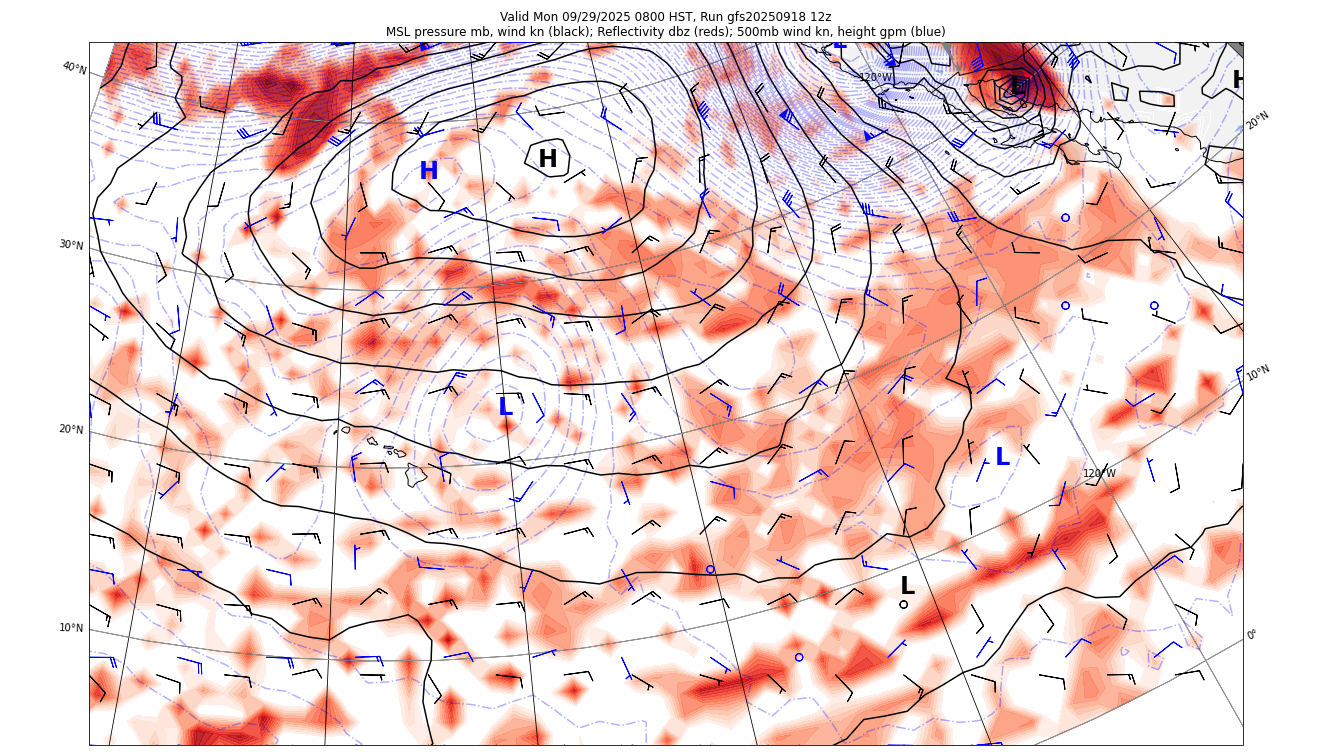 Valid Mon 09/29/2025 0800 HST, Run gfs20250918 12z
MSL pressure mb, wind kn (black); Reflectivity dbz (reds); 500mb wind kn, height gpm (blue)
L
40°N
120°W
L
H
20°N
H
H
30°N
10°N
L
20°N
L
120°W
L
10°N
0°